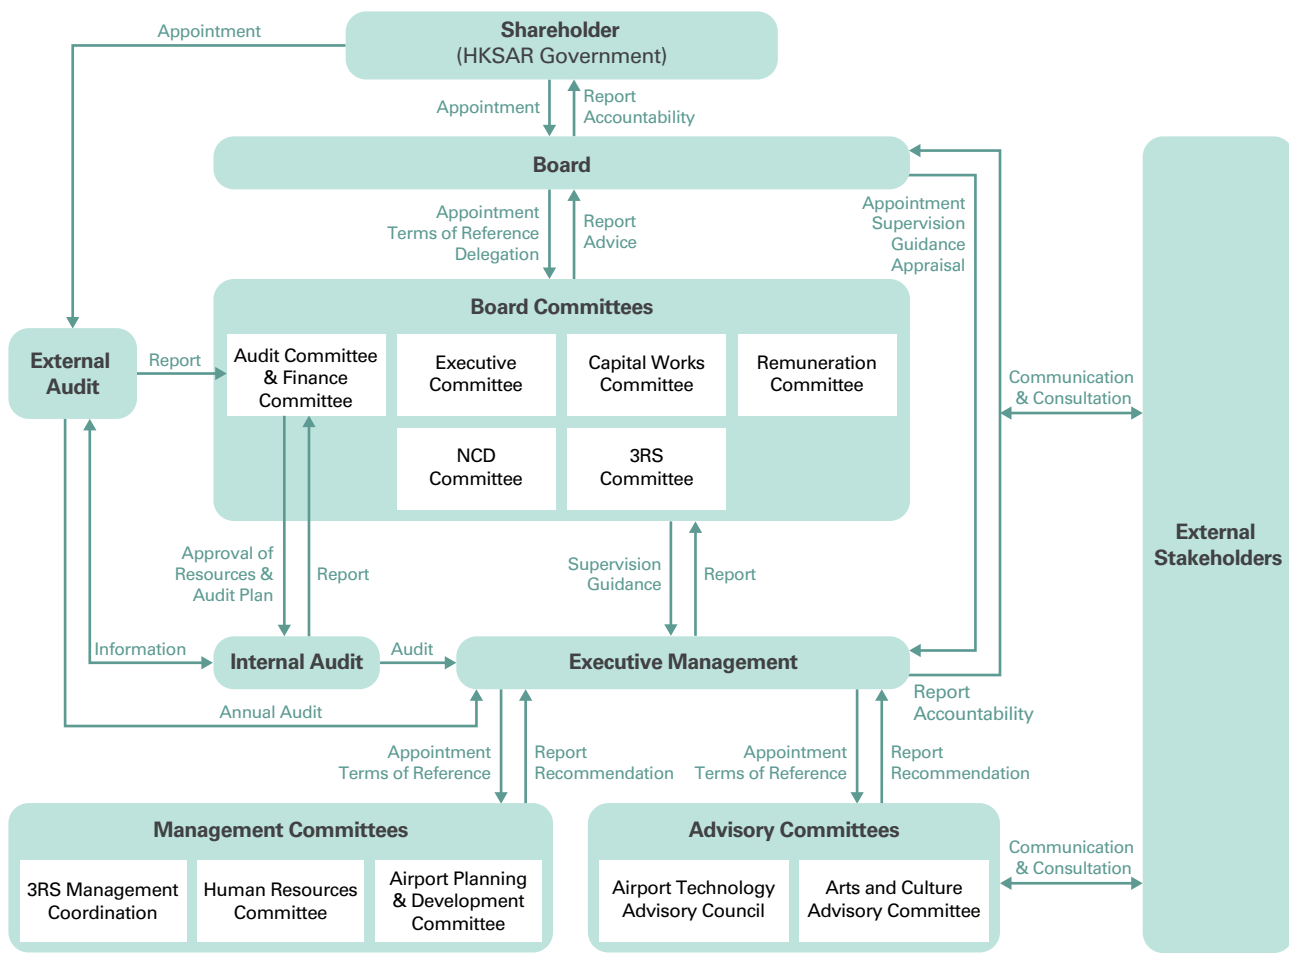 Shareholder
(HKSAR Government)
Appointment
Appointment
Report
Accountability
Board
Appointment
Terms of Reference
Delegation
Report
Advice
Appointment
Supervision
Guidance
Appraisal
Board Committees
Audit Committee
& Finance
Committee
Executive
Committee
Capital Works
Committee
Remuneration
Committee
NCD
Committee
3RS
Committee
External
Audit
Report
Communication
& Consultation
External
Stakeholders
Approval of
Resources &
Audit Plan
Report
Supervision
Guidance
Report
Information
Internal Audit
Audit
Executive Management
Annual Audit
Report
Accountability
Appointment
Terms of Reference
Report
Recommendation
Appointment
Terms of Reference
Report
Recommendation
Management Committees
3RS Management
Coordination
Human Resources
Committee
Airport Planning
& Development
Committee
Advisory Committees
Airport Technology
Advisory Council
Arts and Culture
Advisory Committee
Communication
& Consultation